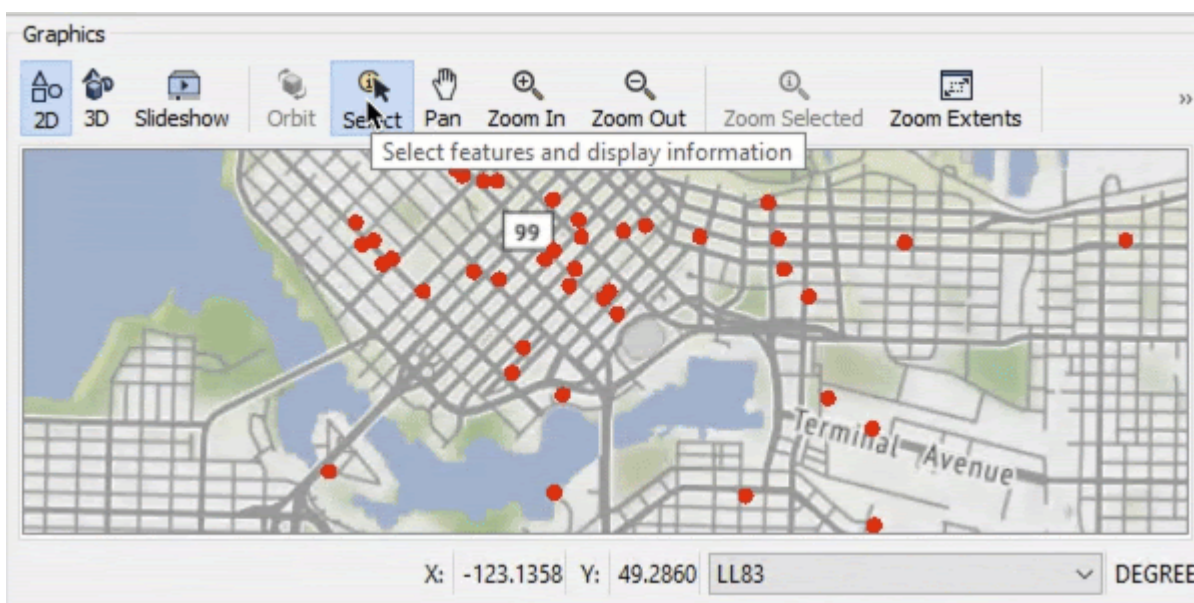 Graphics
2D 3D Slideshow Orbit Select Pan Zoom In Zoom Out Zoom Selected Zoom Extents »
Select features and display information
99
Terminal Avenue
X: -123.1358 Y: 49.2860 LL83 DEGREE